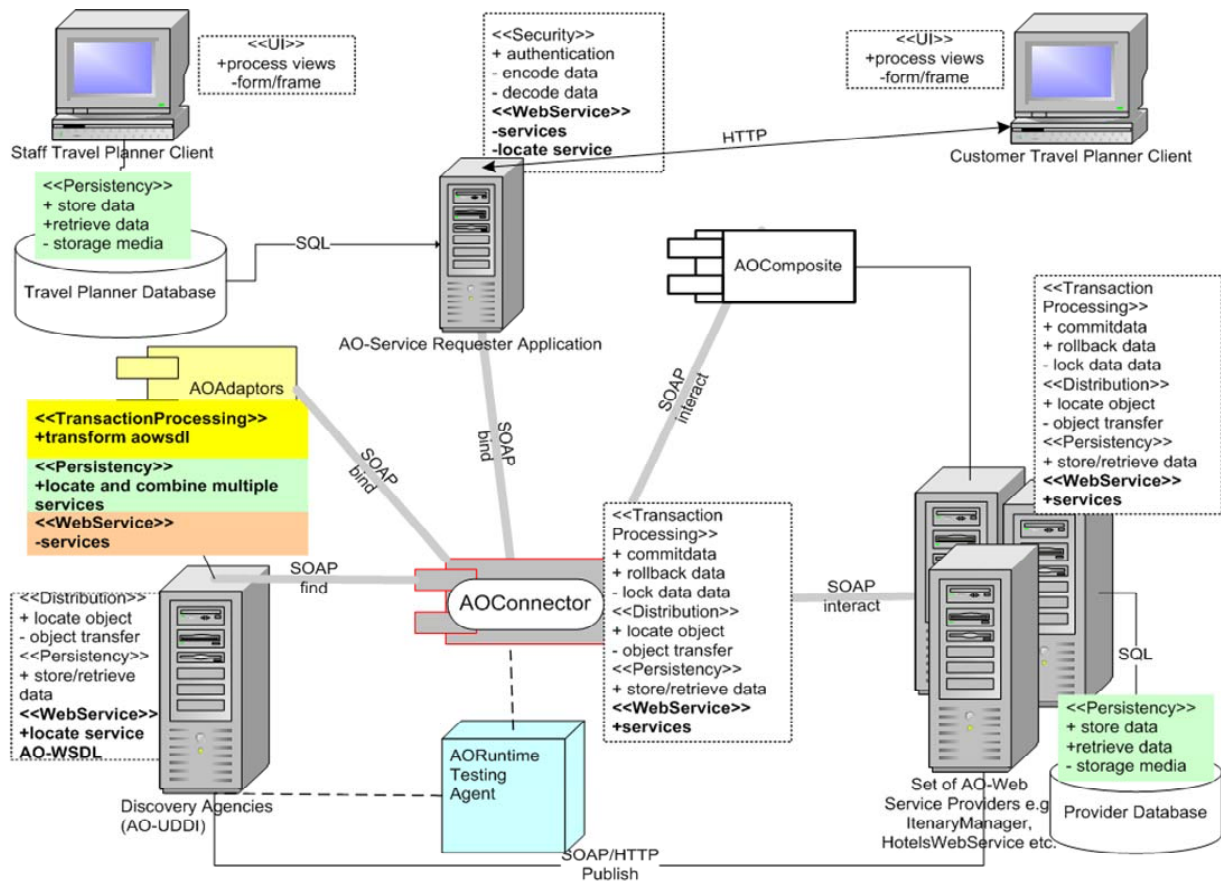 <<UI>>
+process views
-form/frame
Staff Travel Planner Client
<<Security>>
+ authentication
- encode data
- decode data
<<WebService>>
-services
-locate service
<<UI>>
+process views
-form/frame
Customer Travel Planner Client
HTTP
<<Persistency>>
+ store data
+retrieve data
- storage media
Travel Planner Database
SQL
AO-Service Requester Application
AOComposite
<<Transaction
Processing>>
+ commitdata
+ rollback data
- lock data data
<<Distribution>>
+ locate object
- object transfer
<<Persistency>>
+ store/retrieve data
<<WebService>>
+services
AOAdaptors
<<TransactionProcessing>>
+transform aowsdl
<<Persistency>>
+locate and combine multiple
services
<<WebService>>
-services
SOAP
bind
SOAP
bind
SOAP
interact
SOAP
find
AOConnector
<<Transaction
Processing>>
+ commitdata
+ rollback data
- lock data data
<<Distribution>>
+ locate object
- object transfer
<<Persistency>>
+ store/retrieve data
<<WebService>>
+services
SOAP
interact
<<Distribution>>
+ locate object
- object transfer
<<Persistency>>
+ store/retrieve
data
<<WebService>>
+locate service
AO-WSDL
Discovery Agencies
(AO-UDDI)
AORuntime
Testing
Agent
SQL
<<Persistency>>
+ store data
+retrieve data
- storage media
Provider Database
Set of AO-Web
Service Providers e.g
ItenaryManager,
HotelsWebService etc.
SOAP/HTTP
Publish